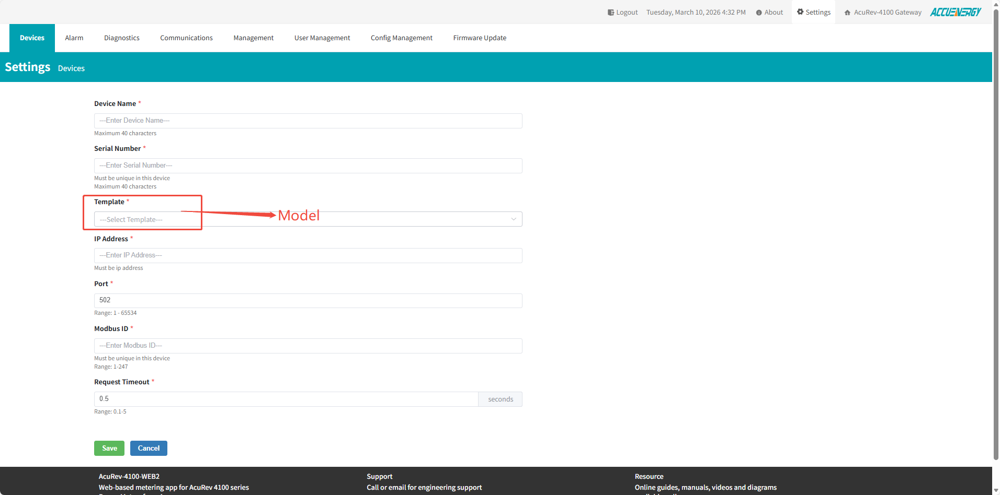 Logout Tuesday, March 10, 2026 4:32 PM About Settings AcuRev-4100 Gateway ACCUENERGY
Devices Alarm Diagnostics Communications Management User Management Config Management Firmware Update
Settings Devices
Device Name *
---Enter Device Name---
Maximum 40 characters
Serial Number *
---Enter Serial Number---
Must be unique in this device
Maximum 40 characters
Template *
---Select Template---
Model
IP Address *
---Enter IP Address---
Must be ip address
Port *
502
Range: 1 - 65534
Modbus ID *
---Enter Modbus ID---
Must be unique in this device
Range: 1-247
Request Timeout *
0.5 seconds
Range: 0.1-5
Save Cancel
AcuRev-4100-WEB2 Support Resource
Web-based metering app for AcuRev 4100 series Call or email for engineering support Online guides, manuals, videos and diagrams